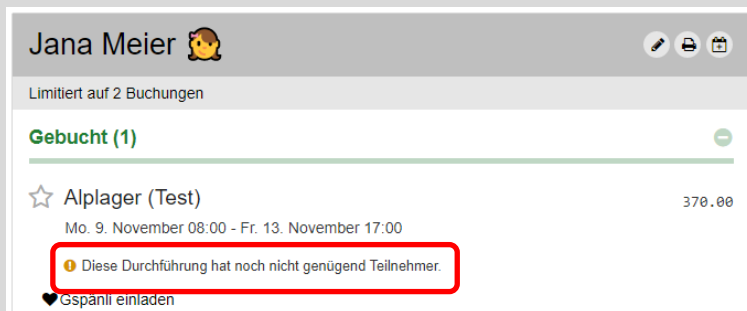 Jana Meier
Limitiert auf 2 Buchungen
Gebucht (1)
Alplager (Test) 370.00
Mo. 9. November 08:00 - Fr. 13. November 17:00
Diese Durchführung hat noch nicht genügend Teilnehmer.
Gspänli einladen